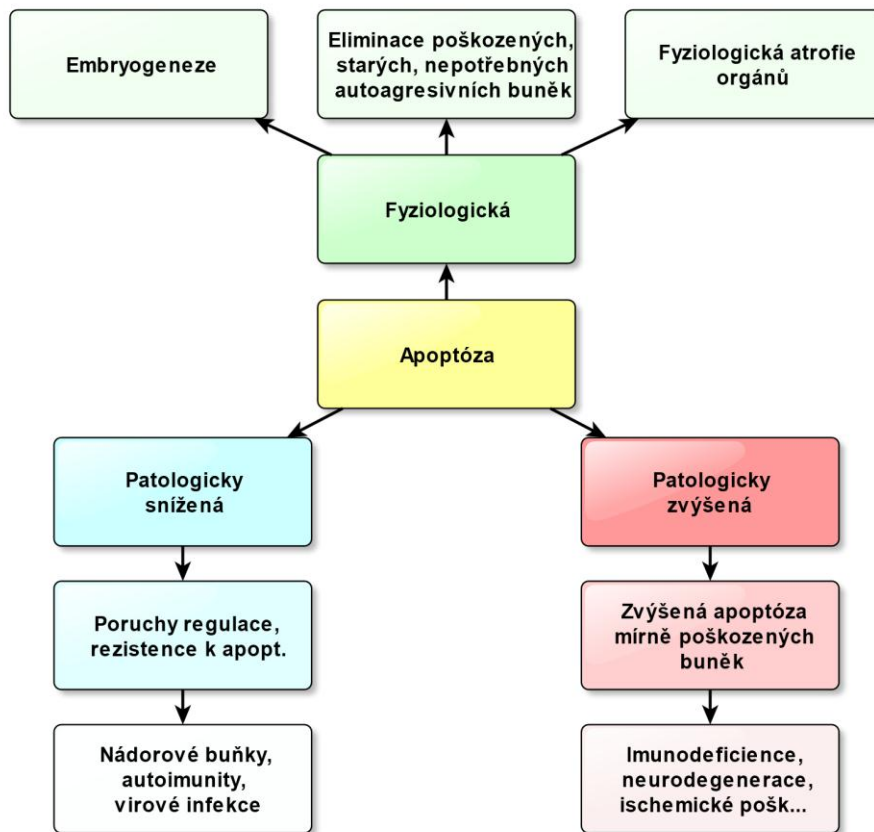 Embryogeneze
Eliminace poškozených,
starých, nepotřebných
autoagresivních buněk
Fyziologická atrofie
orgánů
Fyziologická
Apoptóza
Patologicky
snížená
Patologicky
zvýšená
Poruchy regulace,
rezistence k apopt.
Zvýšená apoptóza
mírně poškozených
buněk
Nádorové buňky,
autoimunity,
virové infekce
Imunodeficience,
neurodegenerace,
ischemické pošk...